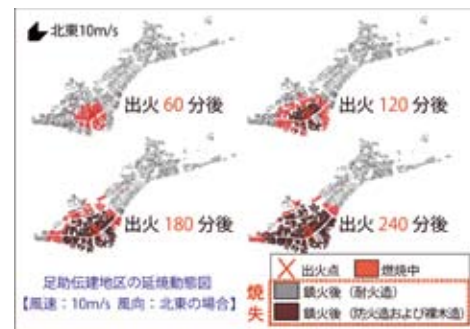 北東10m/s
出火 60 分後
出火 120 分後
出火 180 分後
出火 240 分後
足助伝建地区の延焼動態図
【風速：10m/s 風向：北東の場合】
出火点
燃焼中
焼失
鎮火後（耐火造）
鎮火後（防火造および裸木造）